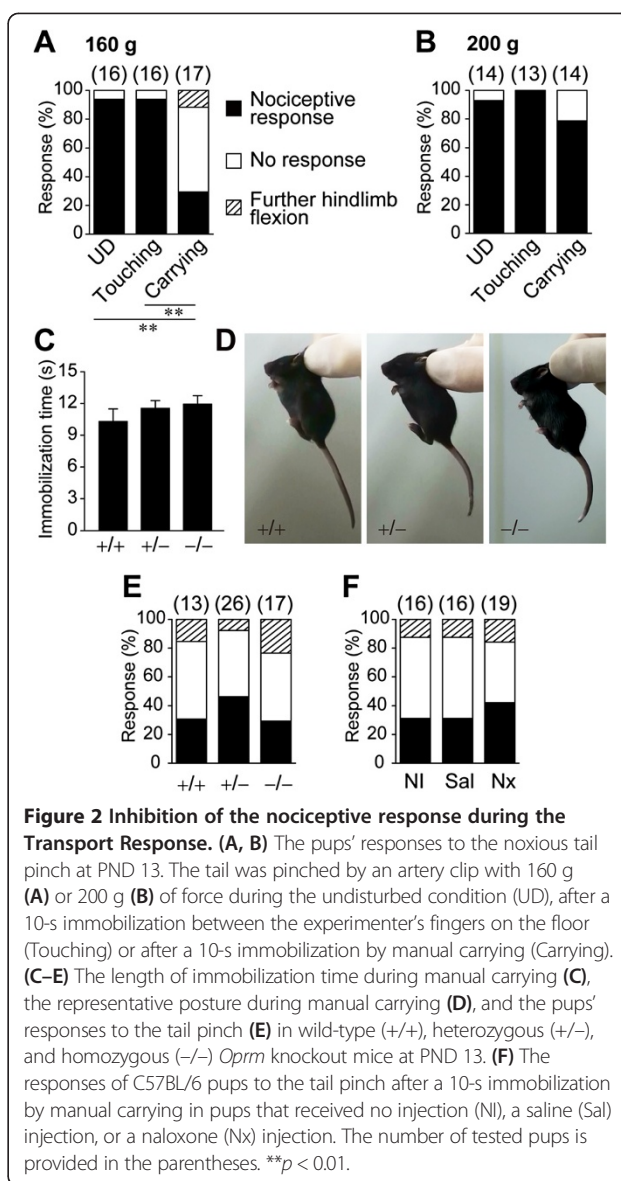 A 160 g
(16) (16) (17)
Response (%)
100
80
60
40
20
0
UD
Touching
Carrying
**
**
Nociceptive
response
No response
Further hindlimb
flexion
B 200 g
(14) (13) (14)
Response (%)
100
80
60
40
20
0
UD
Touching
Carrying
C
Immobilization time (s)
15
12
9
6
3
0
+/+ +/− −/−
D
+/+
+/−
−/−
E
(13) (26) (17)
Response (%)
100
80
60
40
20
0
+/+ +/− −/−
F
(16) (16) (19)
Response (%)
100
80
60
40
20
0
NI Sal Nx
Figure 2 Inhibition of the nociceptive response during the
Transport Response. (A, B) The pups' responses to the noxious tail
pinch at PND 13. The tail was pinched by an artery clip with 160 g
(A) or 200 g (B) of force during the undisturbed condition (UD), after a
10-s immobilization between the experimenter's fingers on the floor
(Touching) or after a 10-s immobilization by manual carrying (Carrying).
(C–E) The length of immobilization time during manual carrying (C),
the representative posture during manual carrying (D), and the pups'
responses to the tail pinch (E) in wild-type (+/+), heterozygous (+/–),
and homozygous (–/–) Oprm knockout mice at PND 13. (F) The
responses of C57BL/6 pups to the tail pinch after a 10-s immobilization
by manual carrying in pups that received no injection (NI), a saline (Sal)
injection, or a naloxone (Nx) injection. The number of tested pups is
provided in the parentheses. **p < 0.01.